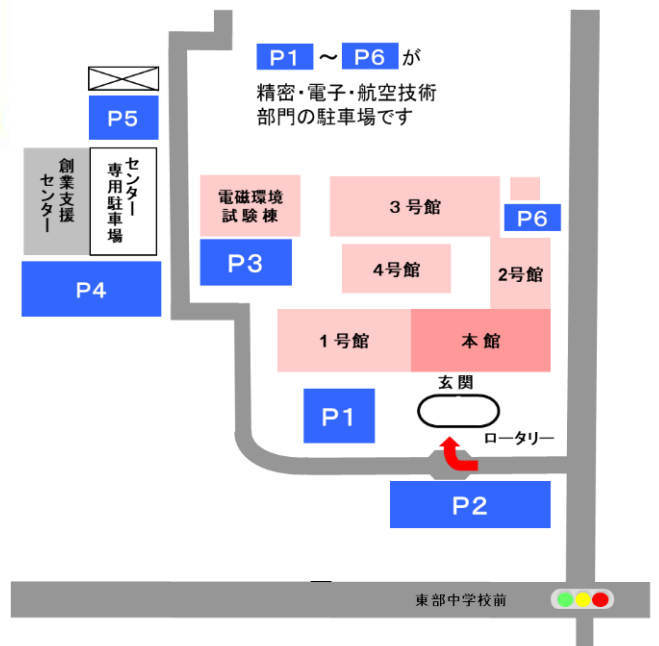 P1 ～ P6 が
精密・電子・航空技術
部門の駐車場です
P5
創業支援
センター
センター
専用駐車場
P4
電磁環境
試験棟
P3
3号館
P6
4号館
2号館
1号館
本館
玄関
P1
ロータリー
P2
東部中学校前